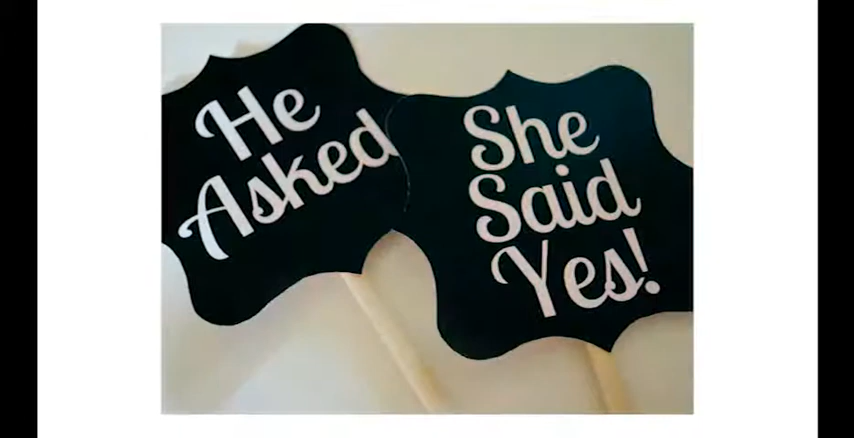 He
Asked
She
Said
Yes!